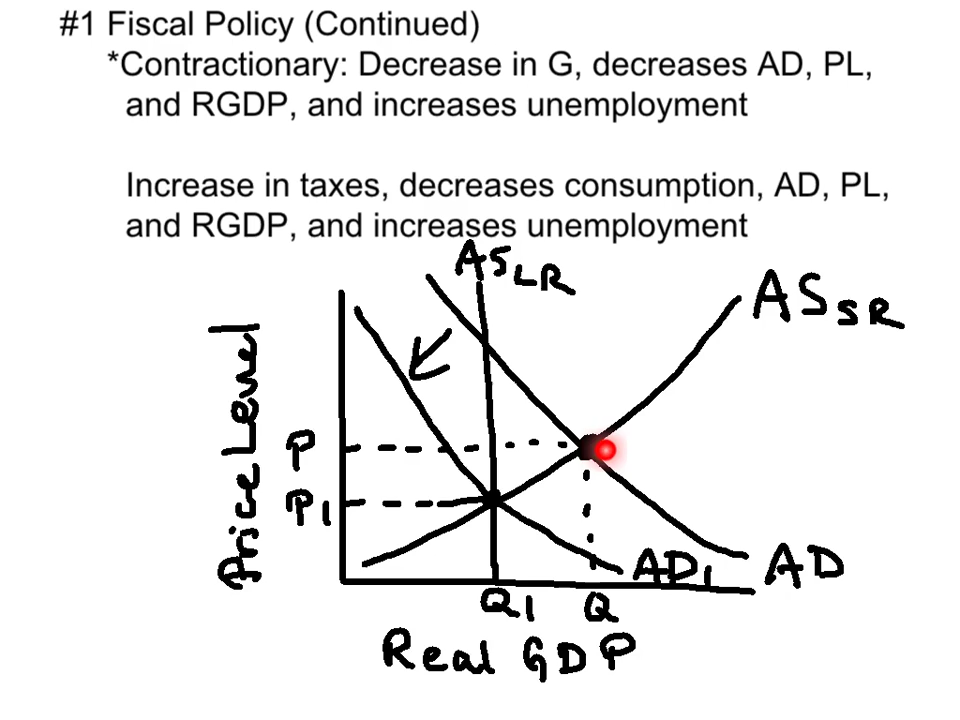 #1 Fiscal Policy (Continued)
*Contractionary: Decrease in G, decreases AD, PL,
and RGDP, and increases unemployment
Increase in taxes, decreases consumption, AD, PL,
and RGDP, and increases unemployment
ASLR
ASSR
Price Level
P
P1
AD1
AD
Q1 Q
Real GDP